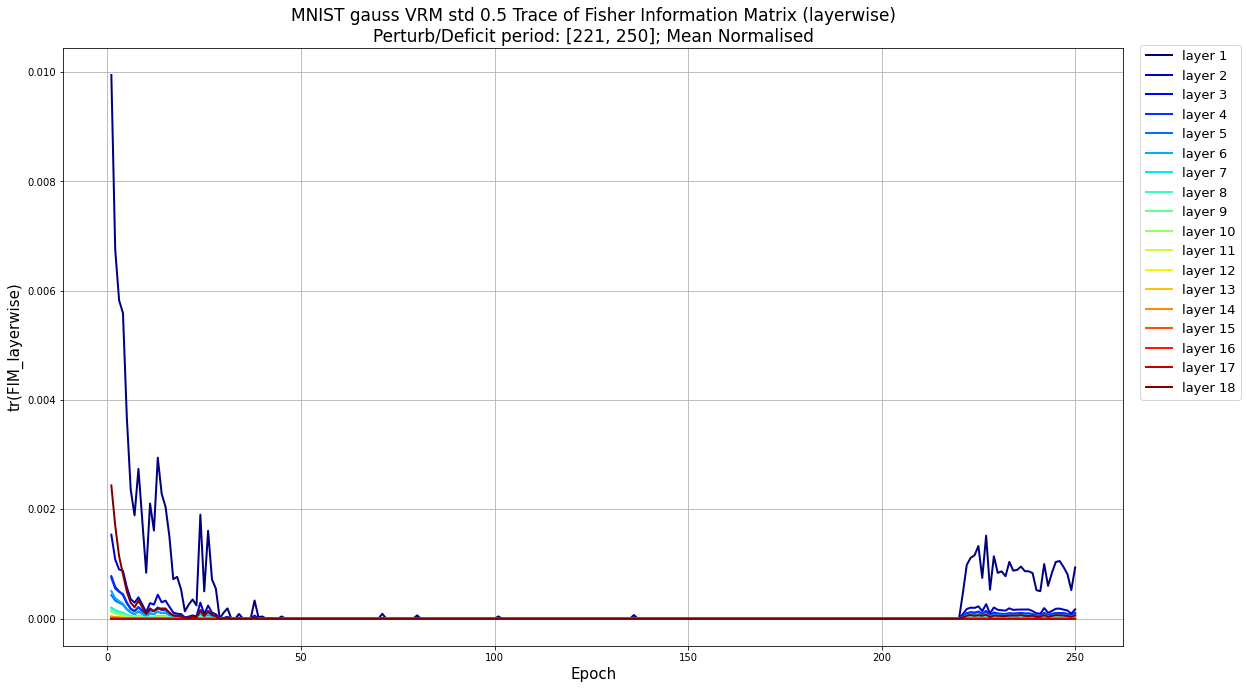 MNIST gauss VRM std 0.5 Trace of Fisher Information Matrix (layerwise)
Perturb/Deficit period: [221, 250]; Mean Normalised
tr(FIM_layerwise)
0.010
0.008
0.006
0.004
0.002
0.000
0
50
100
150
200
250
Epoch
layer 1
layer 2
layer 3
layer 4
layer 5
layer 6
layer 7
layer 8
layer 9
layer 10
layer 11
layer 12
layer 13
layer 14
layer 15
layer 16
layer 17
layer 18